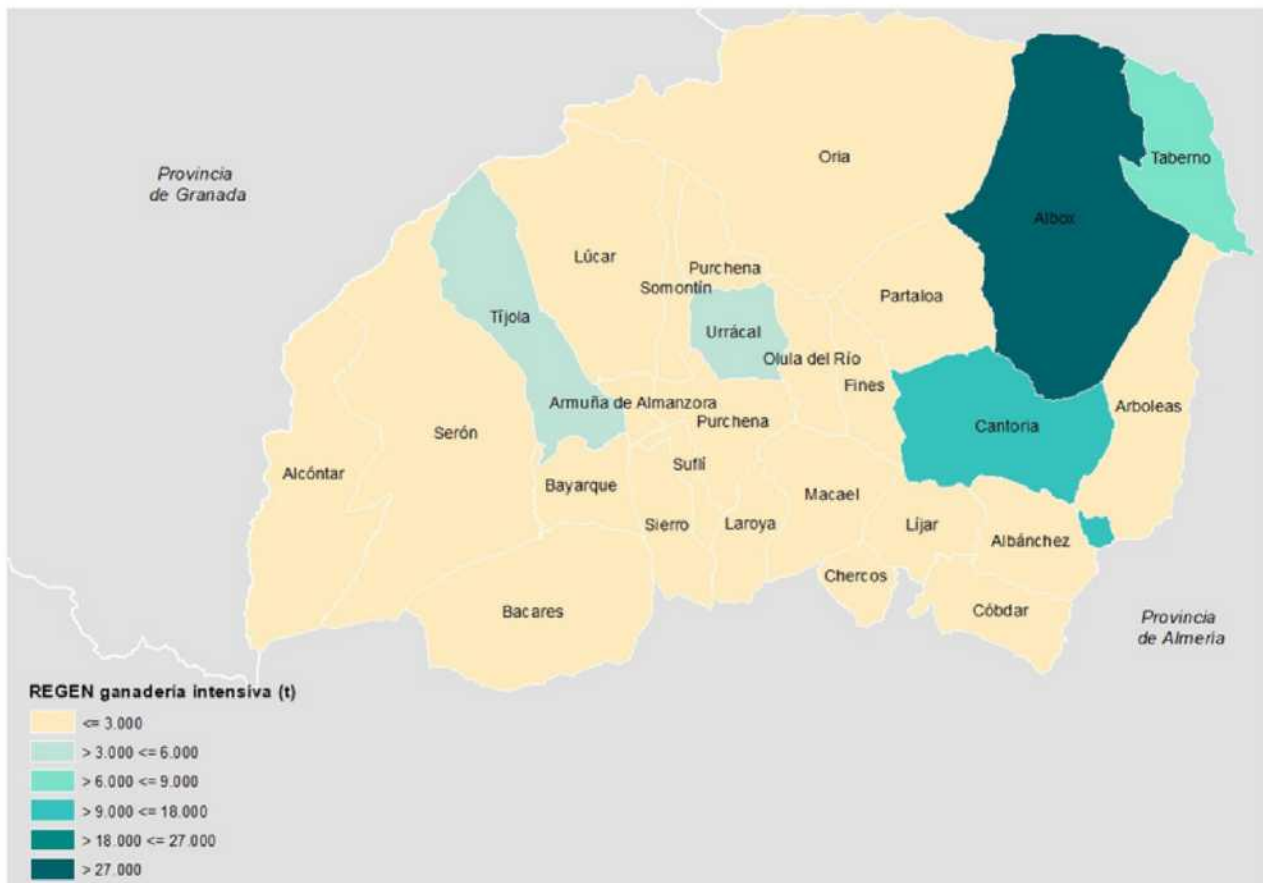 Oria
Taberno
Provincia
de Granada
Albox
Lúcar
Purchena
Somontín
Partaloa
Tíjola
Urrácal
Olula del Río
Fines
Armuña de Almanzora
Arboleas
Purchena
Cantoria
Serón
Suflí
Alcóntar
Bayarque
Macael
Sierro
Laroya
Líjar
Albánchez
Chercos
Bacares
Cóbdar
Provincia
de Almería
REGEN ganadería intensiva (t)
<= 3.000
> 3.000 <= 6.000
> 6.000 <= 9.000
> 9.000 <= 18.000
> 18.000 <= 27.000
> 27.000